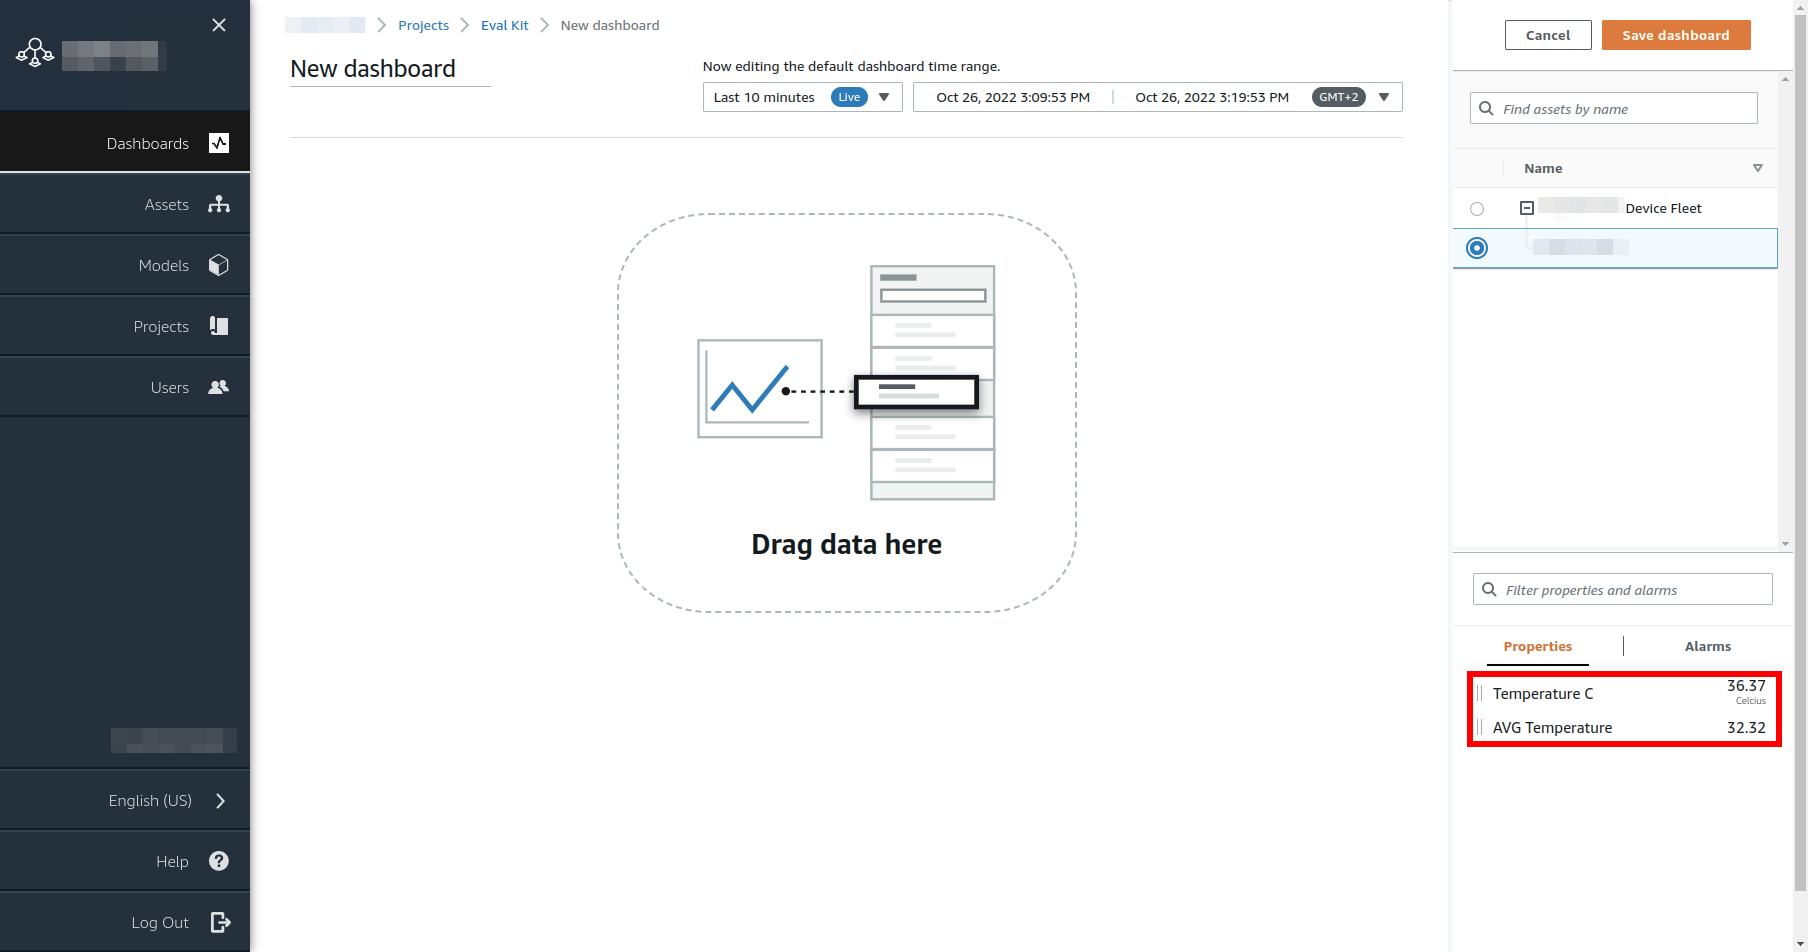 Dashboards
Assets
Models
Projects
Users
English (US)
Help
Log Out
Projects
Eval Kit
New dashboard
New dashboard
Now editing the default dashboard time range.
Last 10 minutes Live
Oct 26, 2022 3:09:53 PM | Oct 26, 2022 3:19:53 PM GMT+2
Drag data here
Cancel
Save dashboard
Find assets by name
Name
Device Fleet
Filter properties and alarms
Properties
Alarms
Temperature C 36.37
Celcius
AVG Temperature 32.32